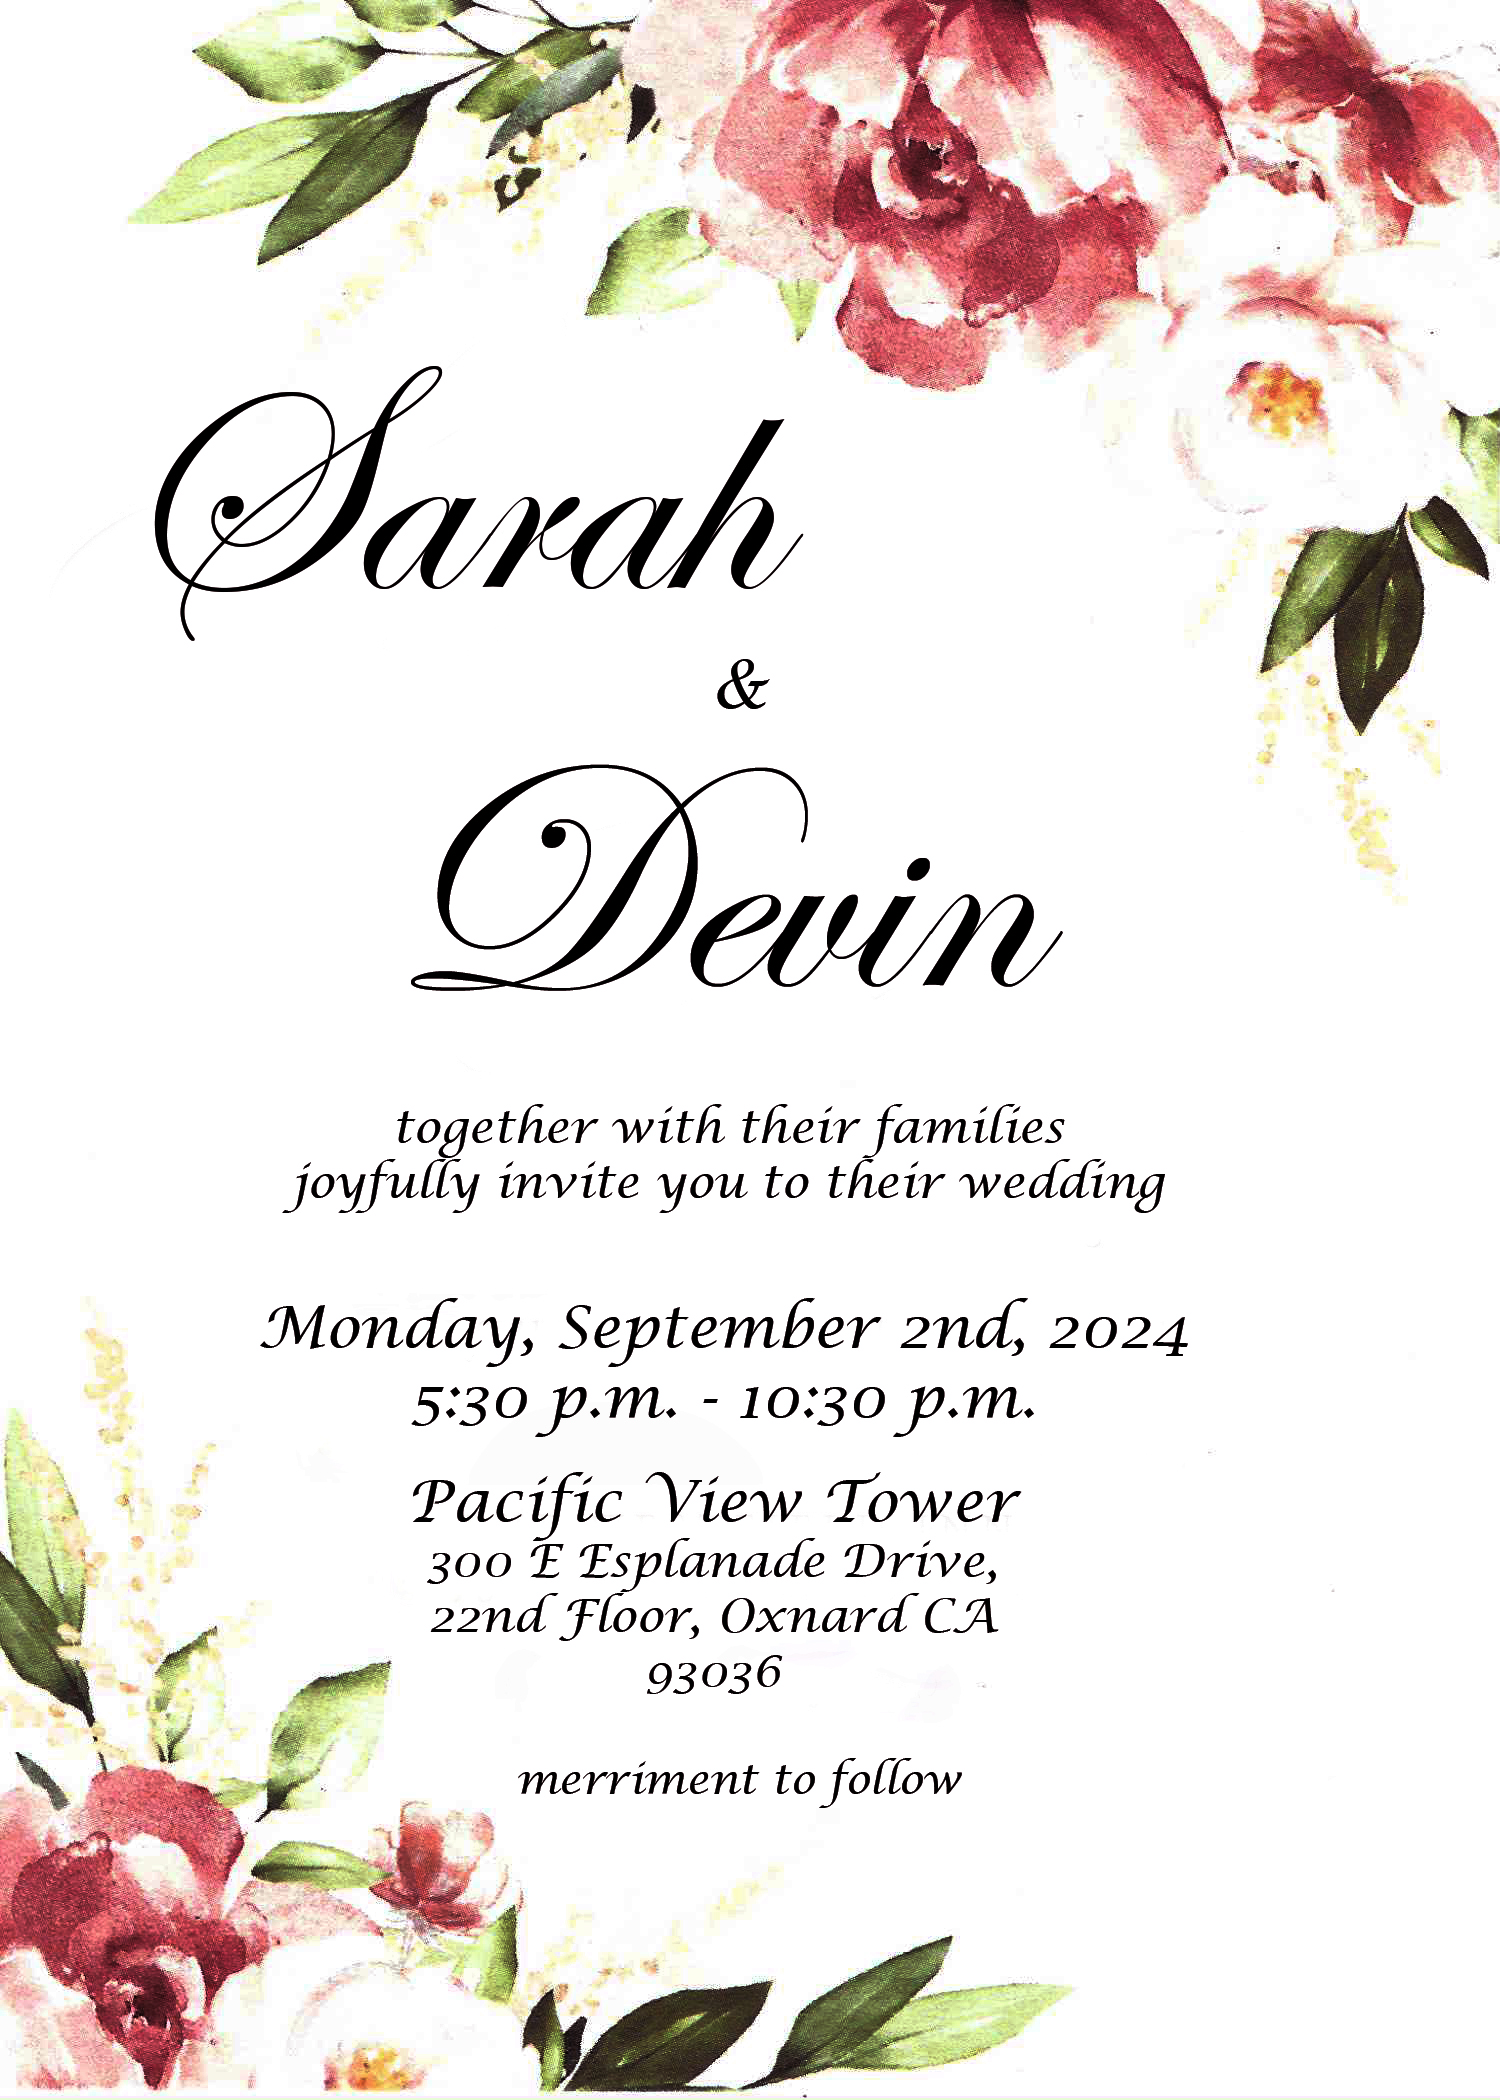 Sarah
&
Devin
together with their families
joyfully invite you to their wedding
Monday, September 2nd, 2024
5:30 p.m. - 10:30 p.m.
Pacific View Tower
300 E Esplanade Drive,
22nd Floor, Oxnard CA
93036
merriment to follow